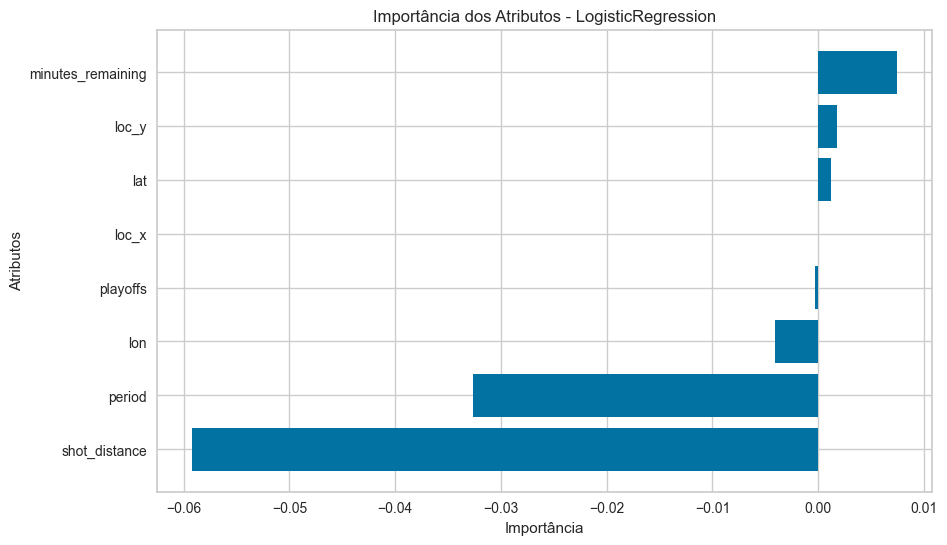 Importância dos Atributos - LogisticRegression
minutes_remaining
loc_y
lat
loc_x
playoffs
lon
period
shot_distance
Atributos
−0.06 −0.05 −0.04 −0.03 −0.02 −0.01 0.00 0.01
Importância